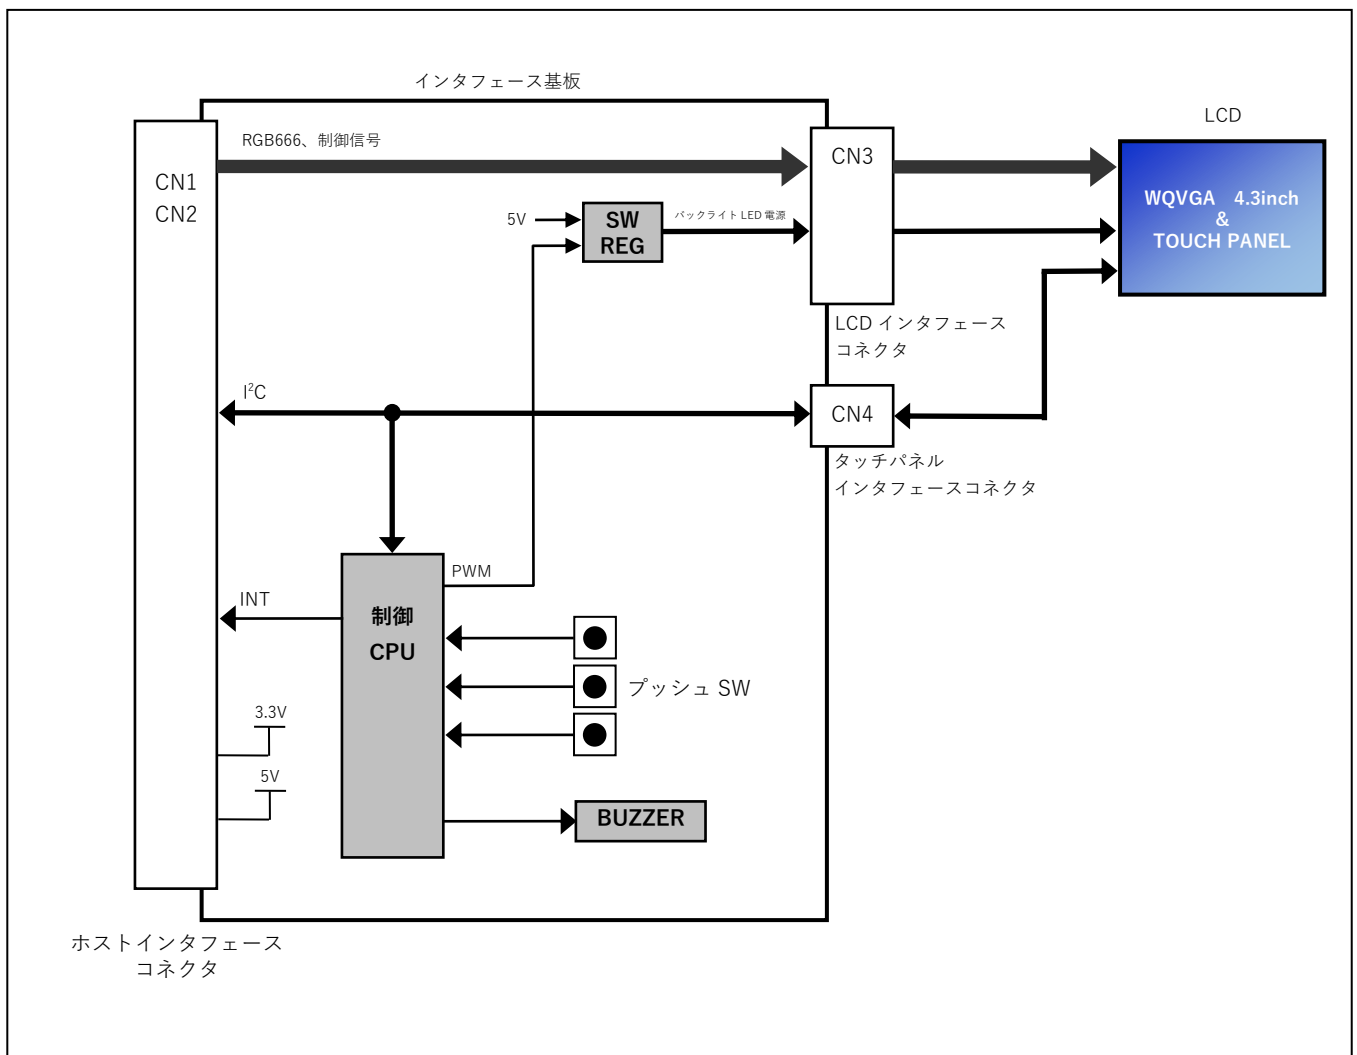 インタフェース基板
LCD
RGB666、制御信号
CN1
CN2
CN3
WQVGA 4.3inch
&
TOUCH PANEL
5V
SW
REG
バックライト LED 電源
LCD インタフェース
コネクタ
I²C
CN4
タッチパネル
インタフェースコネクタ
PWM
INT
制御
CPU
プッシュ SW
3.3V
5V
BUZZER
ホストインタフェース
コネクタ